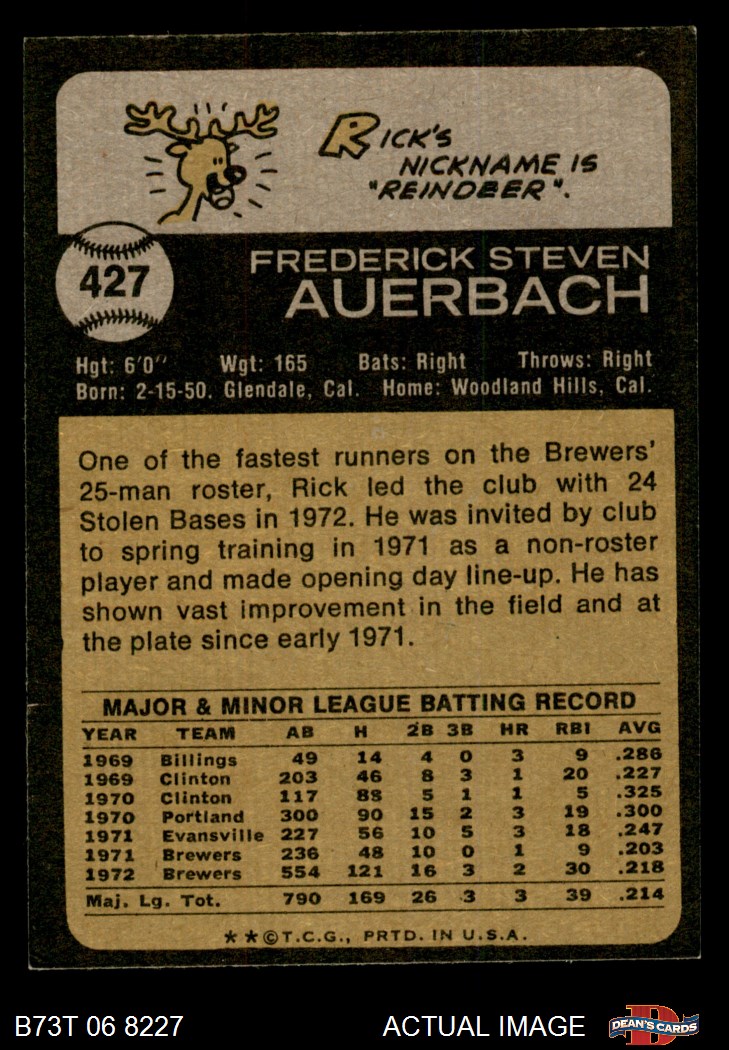 RICK'S
NICKNAME IS
"REINDEER".
427
FREDERICK STEVEN
AUERBACH
Hgt: 6'0" Wgt: 165 Bats: Right Throws: Right
Born: 2-15-50. Glendale, Cal. Home: Woodland Hills, Cal.
One of the fastest runners on the Brewers'
25-man roster, Rick led the club with 24
Stolen Bases in 1972. He was invited by club
to spring training in 1971 as a non-roster
player and made opening day line-up. He has
shown vast improvement in the field and at
the plate since early 1971.
MAJOR & MINOR LEAGUE BATTING RECORD
YEAR TEAM AB H 2B 3B HR RBI AVG
1969 Billings 49 14 4 0 3 9 .286
1969 Clinton 203 46 8 3 1 20 .227
1970 Clinton 117 38 5 1 1 5 .325
1970 Portland 300 90 15 2 3 19 .300
1971 Evansville 227 56 10 5 3 18 .247
1971 Brewers 236 48 10 0 1 9 .203
1972 Brewers 554 121 16 3 2 30 .218
Maj. Lg. Tot. 790 169 26 3 3 39 .214
**©T.C.G., PRTD. IN U.S.A.
B73T 06 8227 ACTUAL IMAGE D DEAN'S CARDS